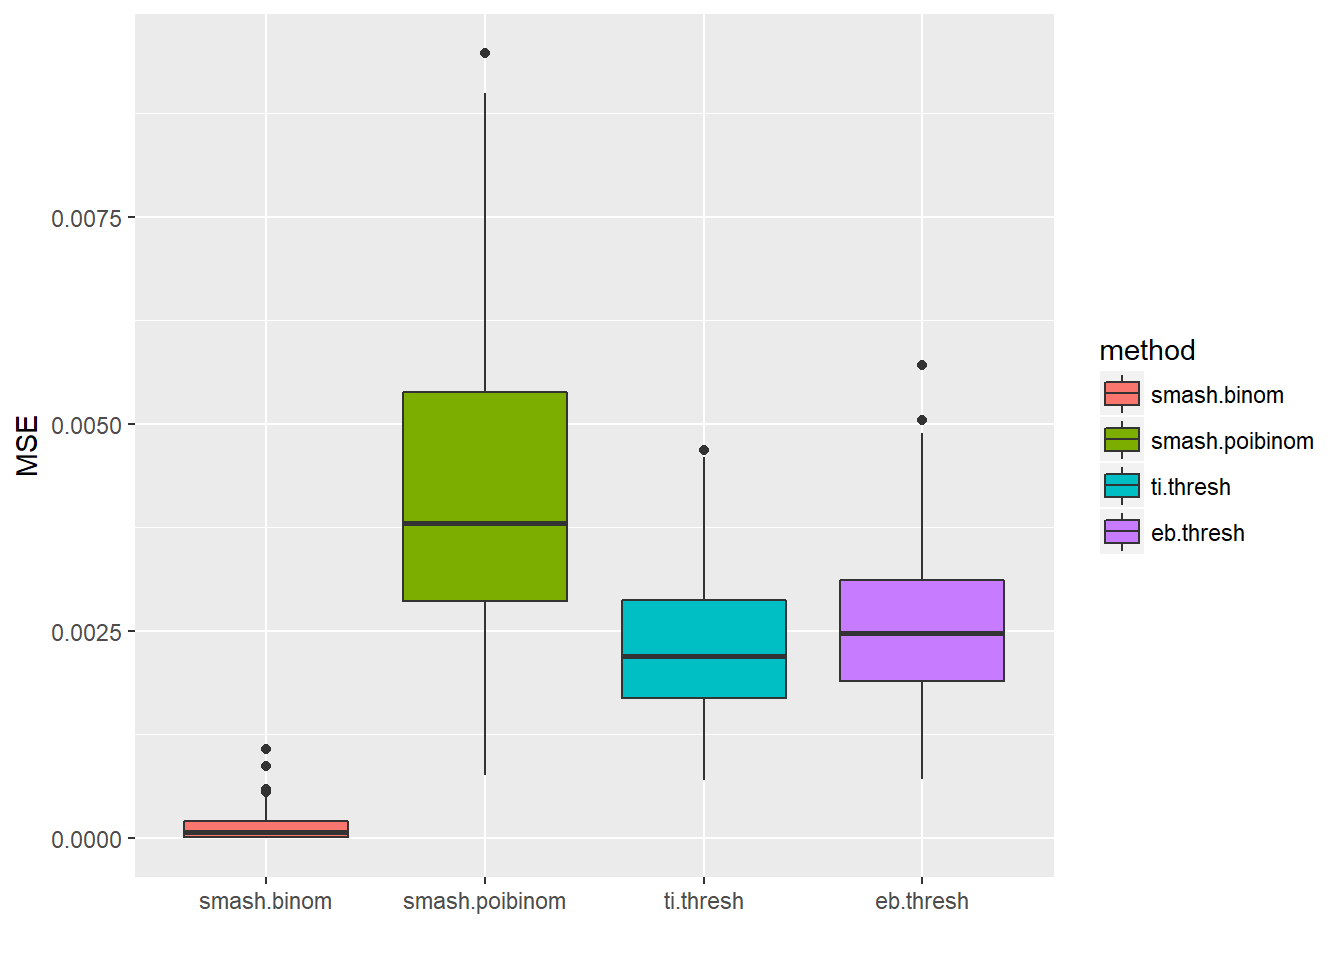 MSE
0.0075
0.0050
0.0025
0.0000
smash.binom
smash.poibinom
ti.thresh
eb.thresh
method
smash.binom
smash.poibinom
ti.thresh
eb.thresh